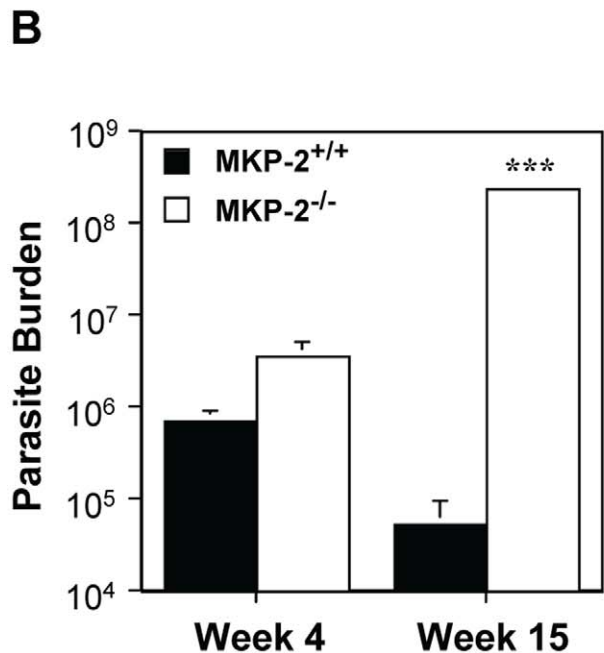 B
10⁹
MKP-2⁺/⁺
MKP-2⁻/⁻
10⁸
10⁷
10⁶
10⁵
10⁴
Parasite Burden
***
Week 4
Week 15